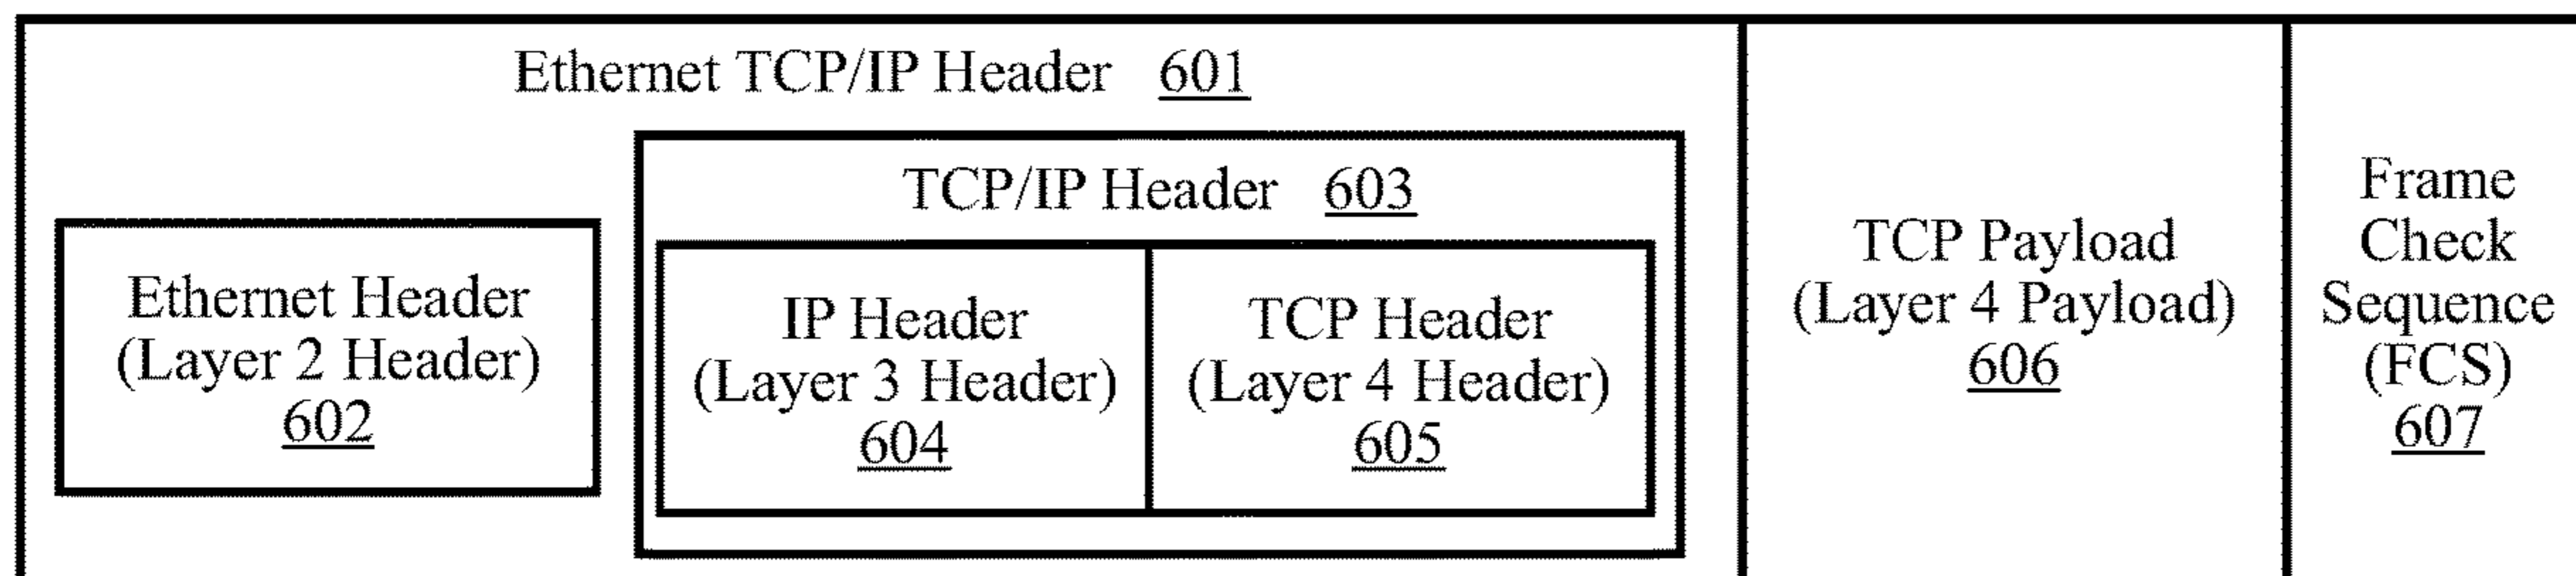 Ethernet TCP/IP Header 601
TCP/IP Header 603
Ethernet Header
(Layer 2 Header)
602
IP Header
(Layer 3 Header)
604
TCP Header
(Layer 4 Header)
605
TCP Payload
(Layer 4 Payload)
606
Frame
Check
Sequence
(FCS)
607